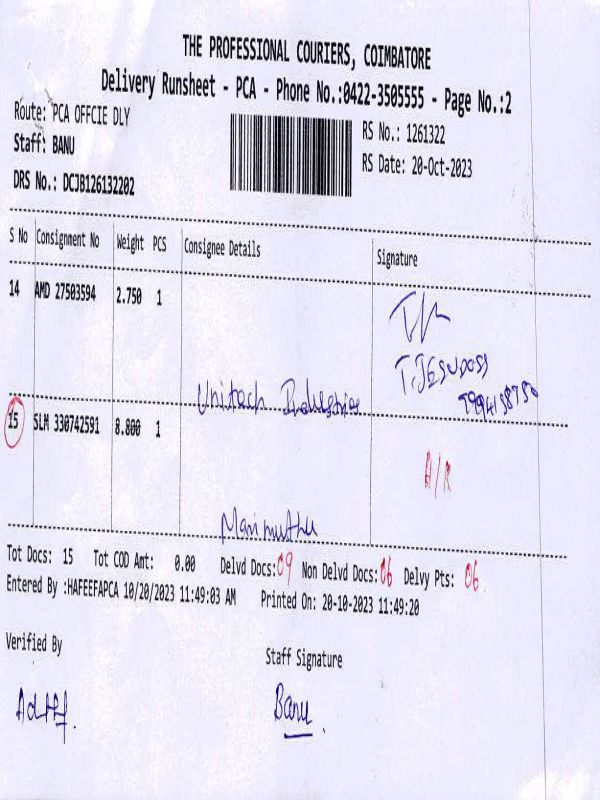 THE PROFESSIONAL COURIERS, COIMBATORE
Delivery Runsheet - PCA - Phone No.:0422-3505555 - Page No.:2
Route: PCA OFFCIE DLY
Staff: BANU
DRS No.: DCJB126132202
RS No.: 1261322
RS Date: 20-Oct-2023
S No Consignment No Weight PCS Consignee Details Signature
14 AMD 27503594 2.750 1
T. JESUDOSS
7994158750
Unitech Industries
15 SLM 330742591 8.800 1
A/R
Marimuthu
Tot Docs: 15 Tot COD Amt: 0.00 Delvd Docs: 09 Non Delvd Docs: 06 Delvy Pts: 06
Entered By :HAFEEFAPCA 10/20/2023 11:49:03 AM Printed On: 20-10-2023 11:49:20
Verified By Staff Signature
Banu